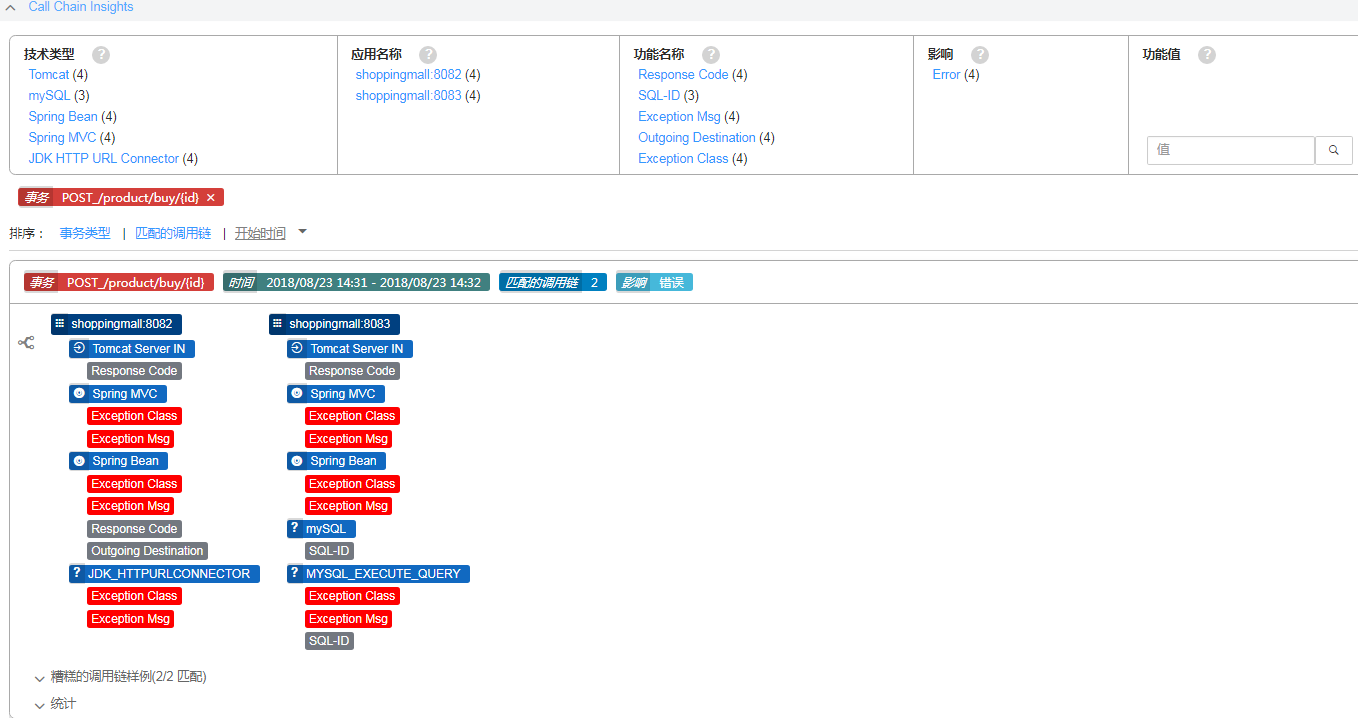 Call Chain Insights
技术类型 ?
Tomcat (4)
mySQL (3)
Spring Bean (4)
Spring MVC (4)
JDK HTTP URL Connector (4)
应用名称 ?
shoppingmall:8082 (4)
shoppingmall:8083 (4)
功能名称 ?
Response Code (4)
SQL-ID (3)
Exception Msg (4)
Outgoing Destination (4)
Exception Class (4)
影响 ?
Error (4)
功能值 ?
值
事务 POST_/product/buy/{id} ×
排序： 事务类型 | 匹配的调用链 | 开始时间
事务 POST_/product/buy/{id} 时间 2018/08/23 14:31 - 2018/08/23 14:32 匹配的调用链 2 影响 错误
shoppingmall:8082
Tomcat Server IN
Response Code
Spring MVC
Exception Class
Exception Msg
Spring Bean
Exception Class
Exception Msg
Response Code
Outgoing Destination
? JDK_HTTPURLCONNECTOR
Exception Class
Exception Msg
shoppingmall:8083
Tomcat Server IN
Response Code
Spring MVC
Exception Class
Exception Msg
Spring Bean
Exception Class
Exception Msg
? mySQL
SQL-ID
? MYSQL_EXECUTE_QUERY
Exception Class
Exception Msg
SQL-ID
糟糕的调用链样例(2/2 匹配)
统计